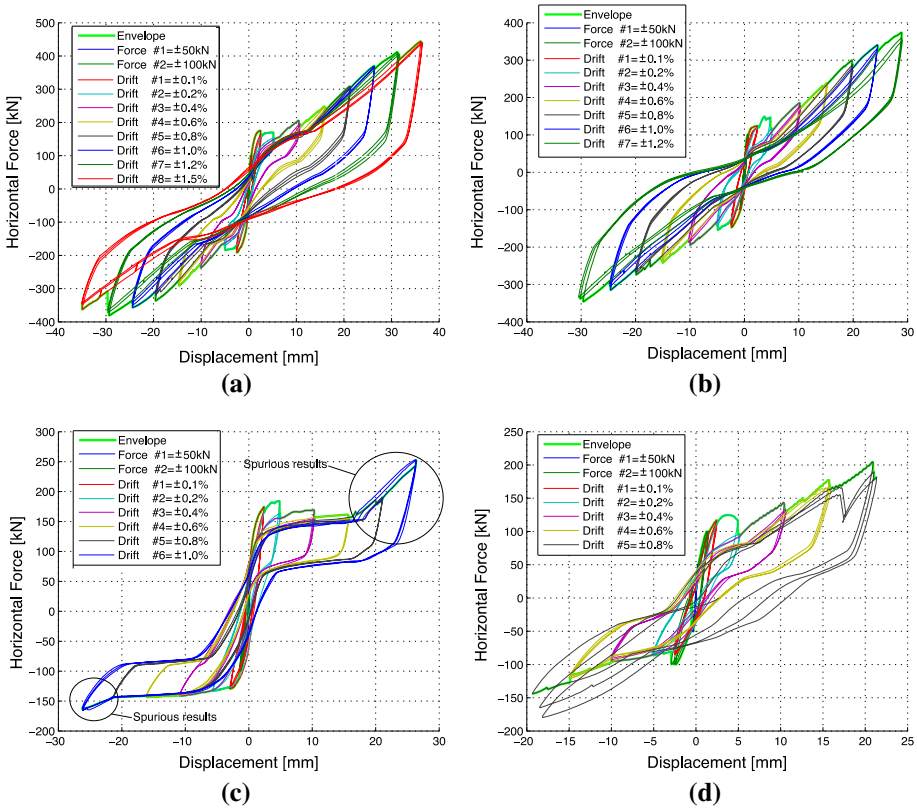 500
400
300
200
100
0
−100
−200
−300
−400
−40 −30 −20 −10 0 10 20 30 40
Horizontal Force [kN]
Displacement [mm]
Envelope
Force #1=±50kN
Force #2=±100kN
Drift #1=±0.1%
Drift #2=±0.2%
Drift #3=±0.4%
Drift #4=±0.6%
Drift #5=±0.8%
Drift #6=±1.0%
Drift #7=±1.2%
Drift #8=±1.5%
(a)
400
300
200
100
0
−100
−200
−300
−400
−40 −30 −20 −10 0 10 20 30
Horizontal Force [kN]
Displacement [mm]
Envelope
Force #1=±50kN
Force #2=±100kN
Drift #1=±0.1%
Drift #2=±0.2%
Drift #3=±0.4%
Drift #4=±0.6%
Drift #5=±0.8%
Drift #6=±1.0%
Drift #7=±1.2%
(b)
300
250
200
150
100
50
0
−50
−100
−150
−200
−30 −20 −10 0 10 20 30
Horizontal Force [kN]
Displacement [mm]
Envelope
Force #1=±50kN
Force #2=±100kN
Drift #1=±0.1%
Drift #2=±0.2%
Drift #3=±0.4%
Drift #4=±0.6%
Drift #5=±0.8%
Drift #6=±1.0%
Spurious results
Spurious results
(c)
250
200
150
100
50
0
−50
−100
−150
−200
−20 −15 −10 −5 0 5 10 15 20 25
Horizontal Force [kN]
Displacement [mm]
Envelope
Force #1=±50kN
Force #2=±100kN
Drift #1=±0.1%
Drift #2=±0.2%
Drift #3=±0.4%
Drift #4=±0.6%
Drift #5=±0.8%
(d)